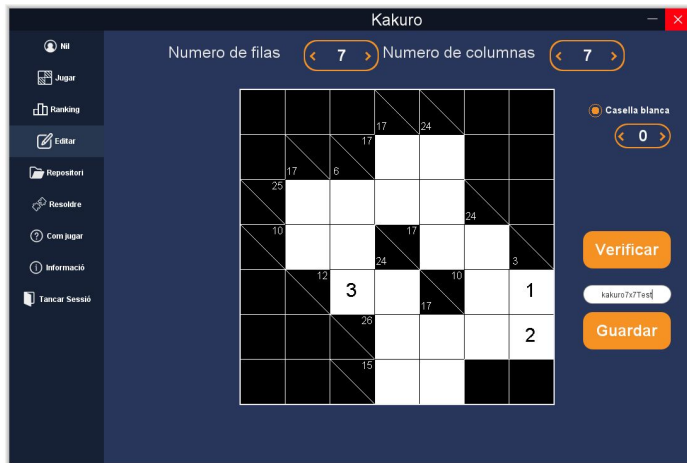 Kakuro
Nil
Jugar
Ranking
Editar
Repositori
Resoldre
Com jugar
Informació
Tancar Sessió
Numero de filas
< 7 >
Numero de columnas
< 7 >
17 24
17 6 17
25 24
10 24 17 3
12 3 17 10 1
26 2
15
Casella blanca
< 0 >
Verificar
kakuro7x7Test
Guardar